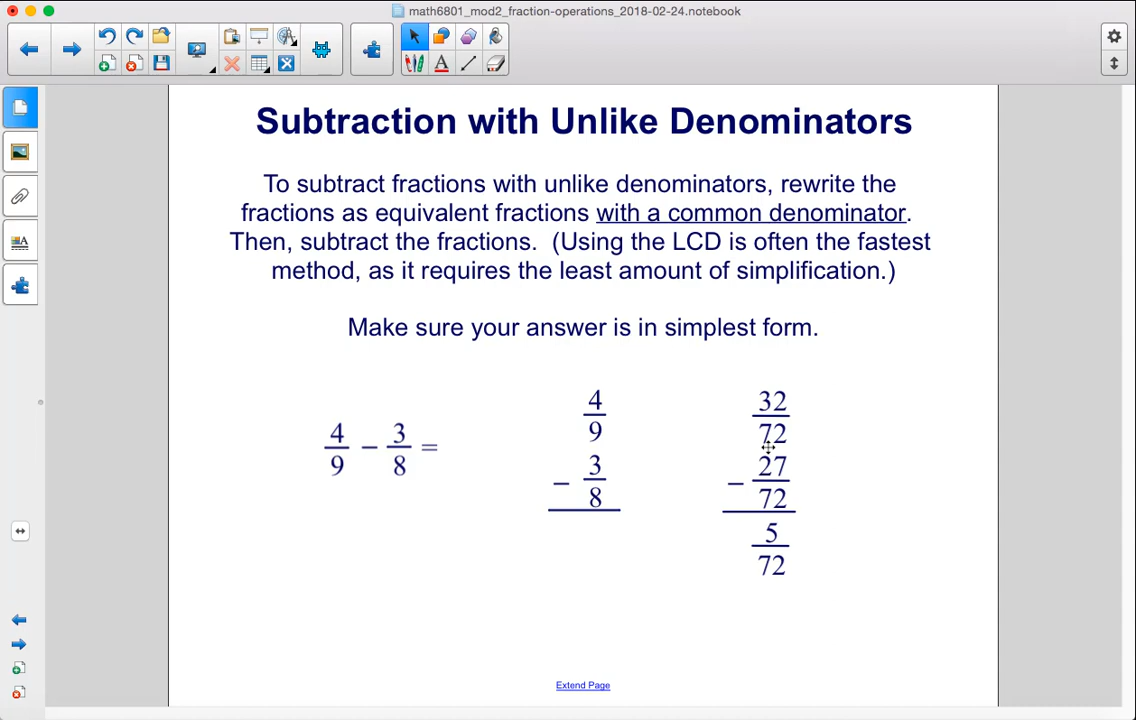 math6801_mod2_fraction-operations_2018-02-24.notebook
Subtraction with Unlike Denominators
To subtract fractions with unlike denominators, rewrite the
fractions as equivalent fractions with a common denominator.
Then, subtract the fractions.  (Using the LCD is often the fastest
method, as it requires the least amount of simplification.)
Make sure your answer is in simplest form.
4/9 − 3/8 =
4/9
− 3/8
32/72
− 27/72
5/72
Extend Page